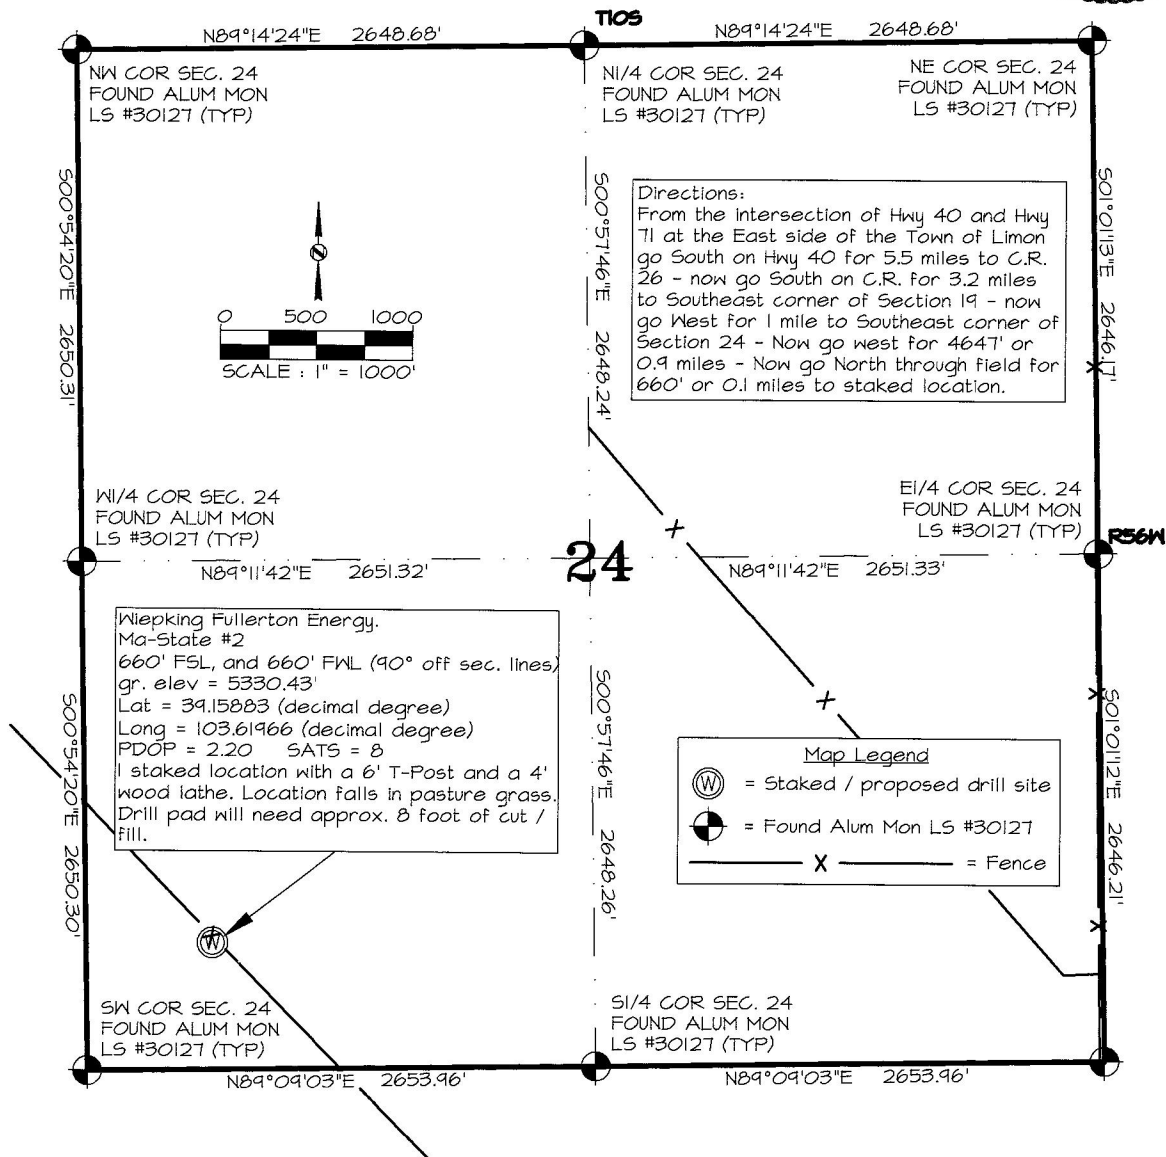 T10S
N89°14'24"E 2648.68'
N89°14'24"E 2648.68'
NW COR SEC. 24
FOUND ALUM MON
LS #30127 (TYP)
N1/4 COR SEC. 24
FOUND ALUM MON
LS #30127 (TYP)
NE COR SEC. 24
FOUND ALUM MON
LS #30127 (TYP)
S00°54'20"E 2650.31'
N
0 500 1000
SCALE : 1" = 1000'
S00°57'46"E 2648.24'
Directions:
From the intersection of Hwy 40 and Hwy
71 at the East side of the Town of Limon
go South on Hwy 40 for 5.5 miles to C.R.
26 - now go South on C.R. for 3.2 miles
to Southeast corner of Section 19 - now
go West for 1 mile to Southeast corner of
Section 24 - Now go west for 4647' or
0.9 miles - Now go North through field for
660' or 0.1 miles to staked location.
S01°01'13"E 2646.17'
X
W1/4 COR SEC. 24
FOUND ALUM MON
LS #30127 (TYP)
E1/4 COR SEC. 24
FOUND ALUM MON
LS #30127 (TYP)
R56W
X
24
N89°11'42"E 2651.32'
N89°11'42"E 2651.33'
Wiepking Fullerton Energy.
Ma-State #2
660' FSL, and 660' FWL (90° off sec. lines)
gr. elev = 5330.43'
Lat = 39.15883 (decimal degree)
Long = 103.61966 (decimal degree)
PDOP = 2.20 SATS = 8
I staked location with a 6' T-Post and a 4'
wood lathe. Location falls in pasture grass.
Drill pad will need approx. 8 foot of cut /
fill.
S00°54'20"E 2650.30'
S00°57'46"E 2648.26'
X
X
Map Legend
W = Staked / proposed drill site
= Found Alum Mon LS #30127
X = Fence
S01°01'12"E 2646.21'
X
W
SW COR SEC. 24
FOUND ALUM MON
LS #30127 (TYP)
S1/4 COR SEC. 24
FOUND ALUM MON
LS #30127 (TYP)
N89°09'03"E 2653.96'
N89°09'03"E 2653.96'